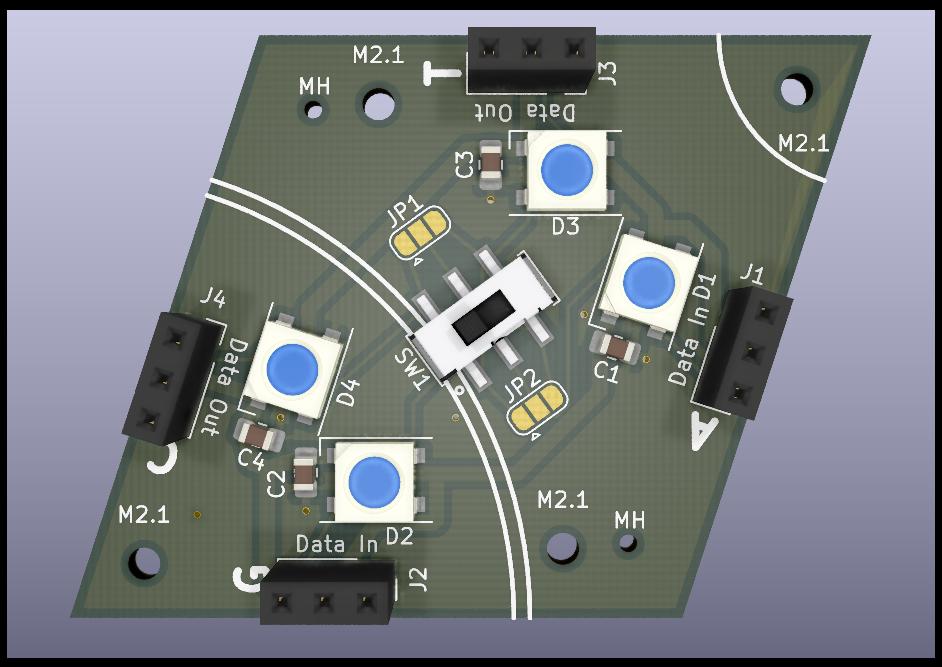 M2.1
T
J3
MH
Data Out
M2.1
C3
JP1
D3
J1
J4
D1
Data In
SW1
C1
JP2
Data Out
D4
A
C4
C
C2
M2.1
M2.1
MH
D2
Data In
G
J2